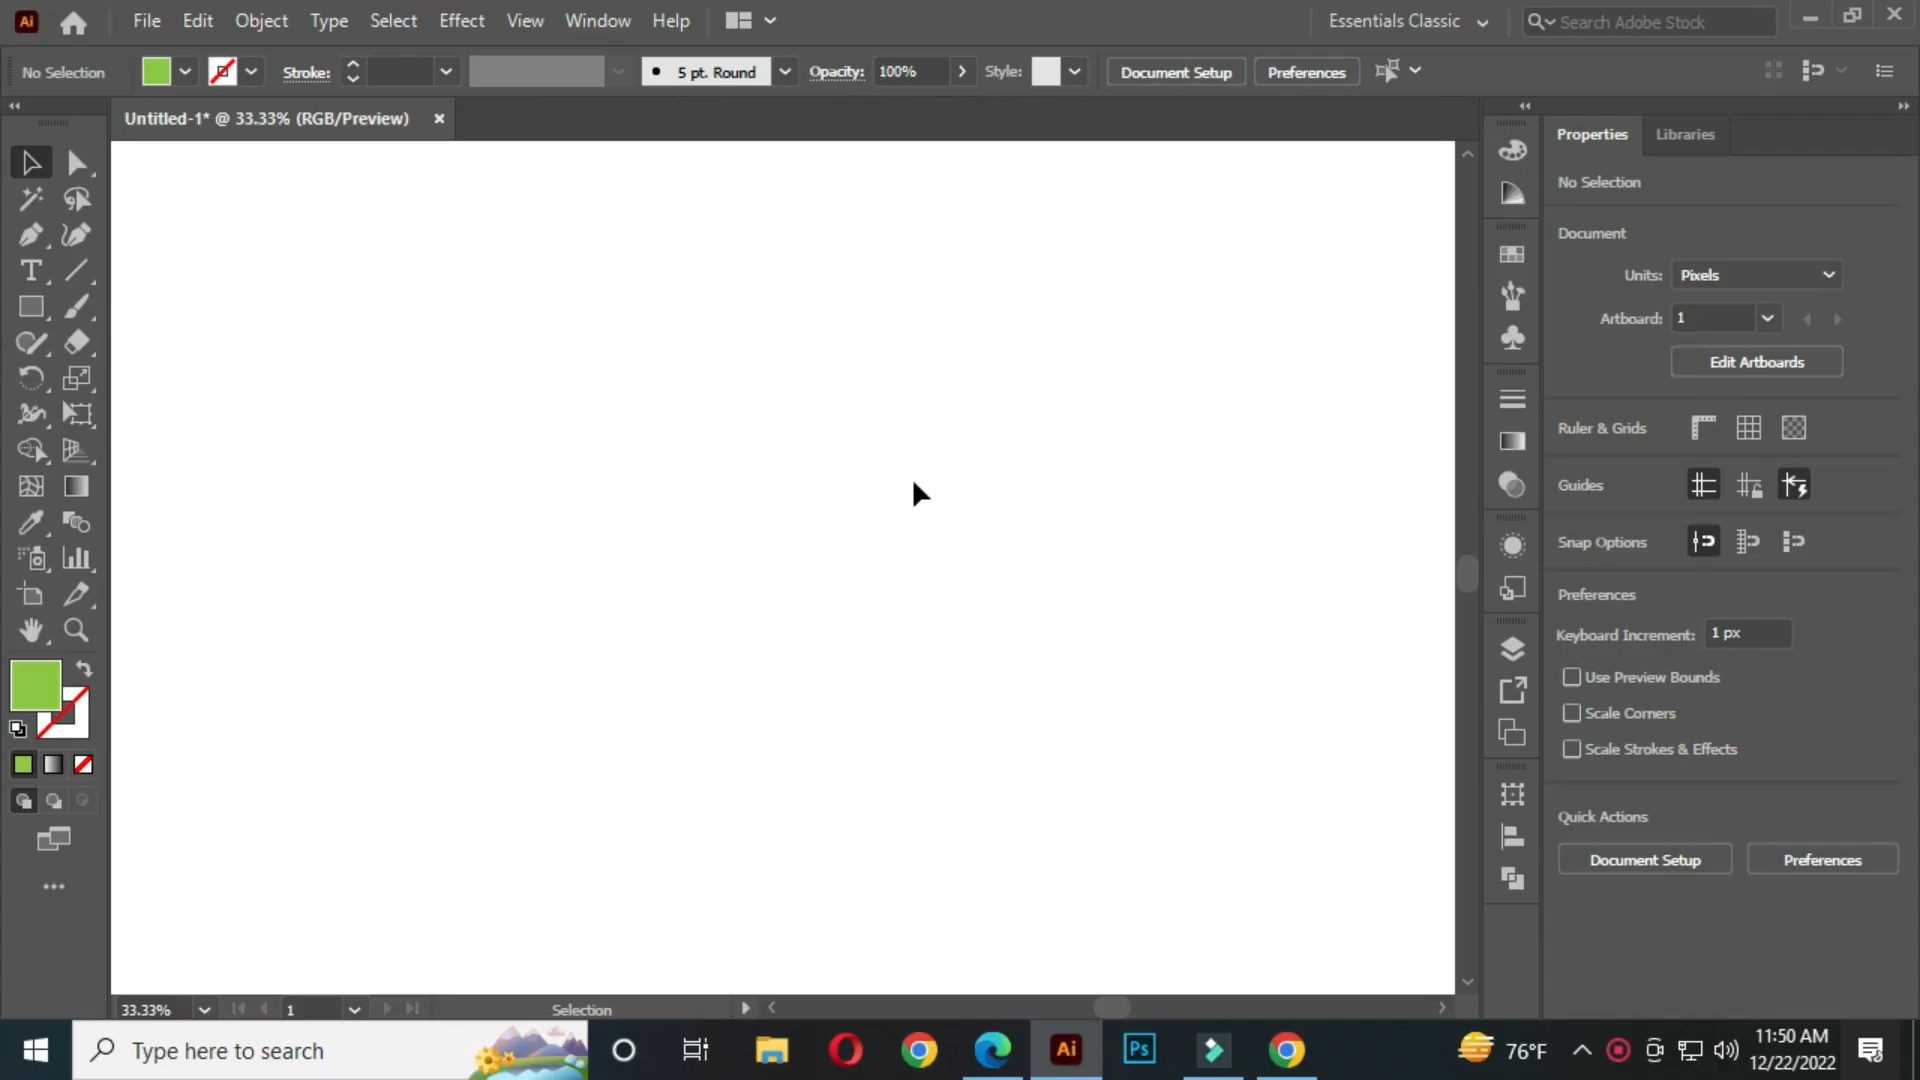 Ai File Edit Object Type Select Effect View Window Help Essentials Classic Search Adobe Stock
No Selection Stroke: 5 pt. Round Opacity: 100% Style: Document Setup Preferences
Untitled-1* @ 33.33% (RGB/Preview)
Properties Libraries
No Selection
Document
Units: Pixels
Artboard: 1
Edit Artboards
Ruler & Grids
Guides
Snap Options
Preferences
Keyboard Increment: 1 px
Use Preview Bounds
Scale Corners
Scale Strokes & Effects
Quick Actions
Document Setup Preferences
33.33% 1 Selection
Type here to search Ai Ps 76°F 11:50 AM
12/22/2022